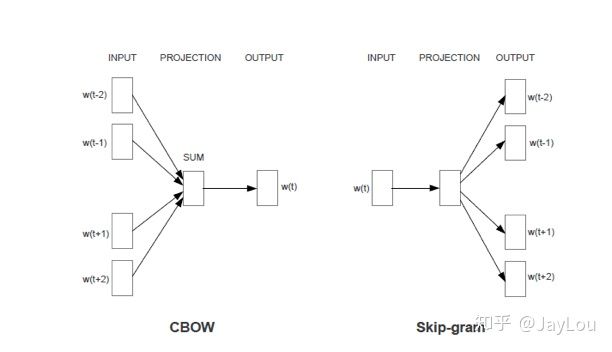 INPUT PROJECTION OUTPUT
w(t-2)
w(t-1)
SUM
w(t)
w(t+1)
w(t+2)
CBOW
INPUT PROJECTION OUTPUT
w(t-2)
w(t-1)
w(t)
w(t+1)
w(t+2)
Skip-gram
知乎 @JayLou